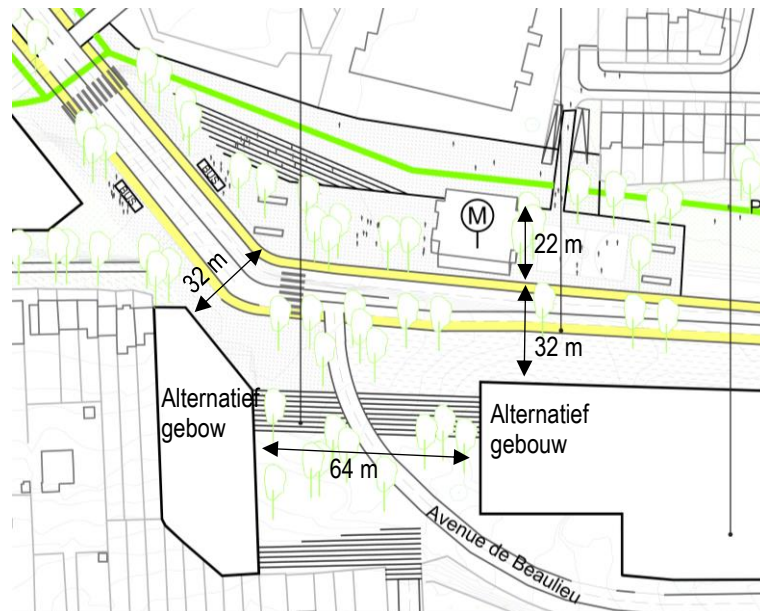 BUS
BUS
M
22 m
32 m
32 m
Alternatief
gebow
Alternatief
gebouw
64 m
Avenue de Beaulieu
P